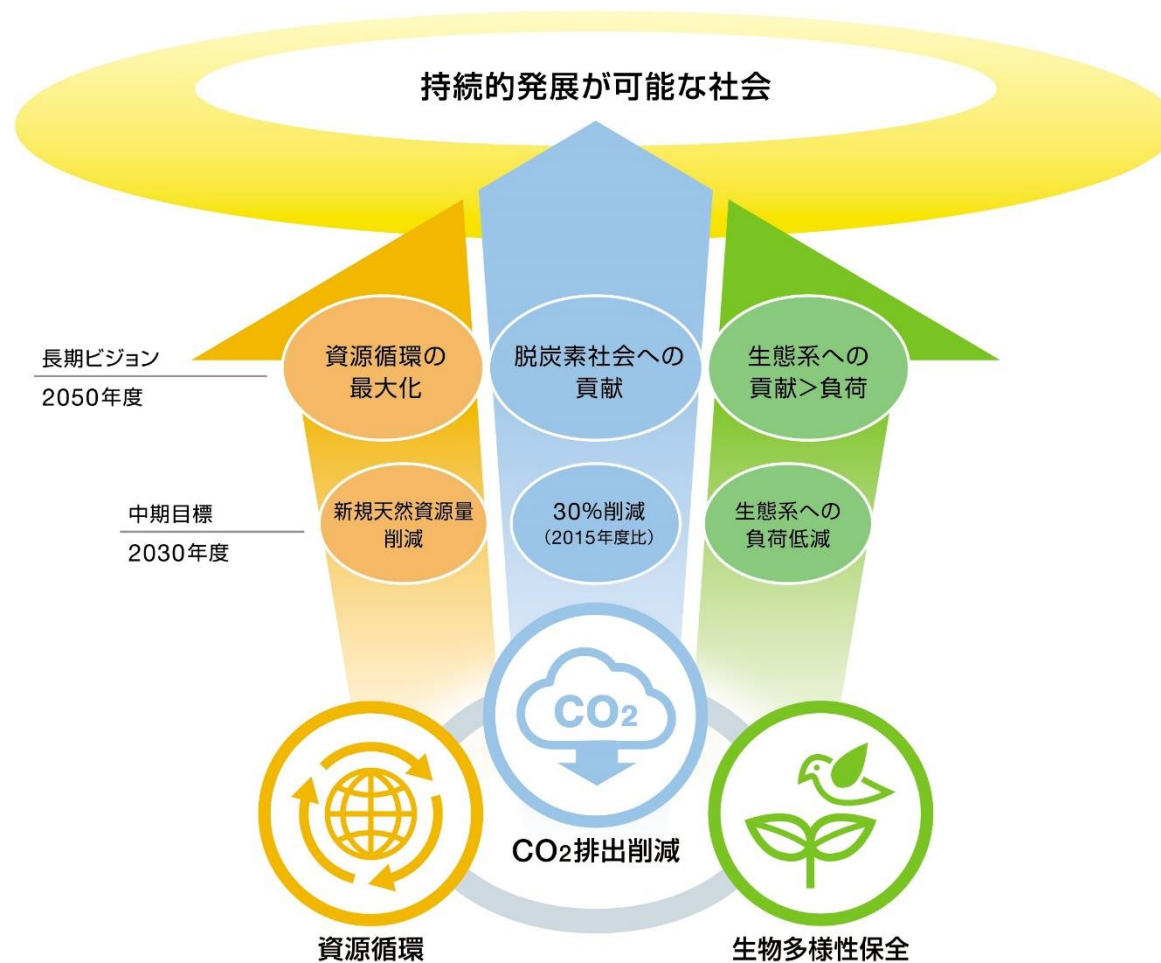 持続的発展が可能な社会
長期ビジョン
2050年度
資源循環の
最大化
脱炭素社会への
貢献
生態系への
貢献>負荷
中期目標
2030年度
新規天然資源量
削減
30%削減
（2015年度比）
生態系への
負荷低減
CO2
CO2排出削減
資源循環
生物多様性保全